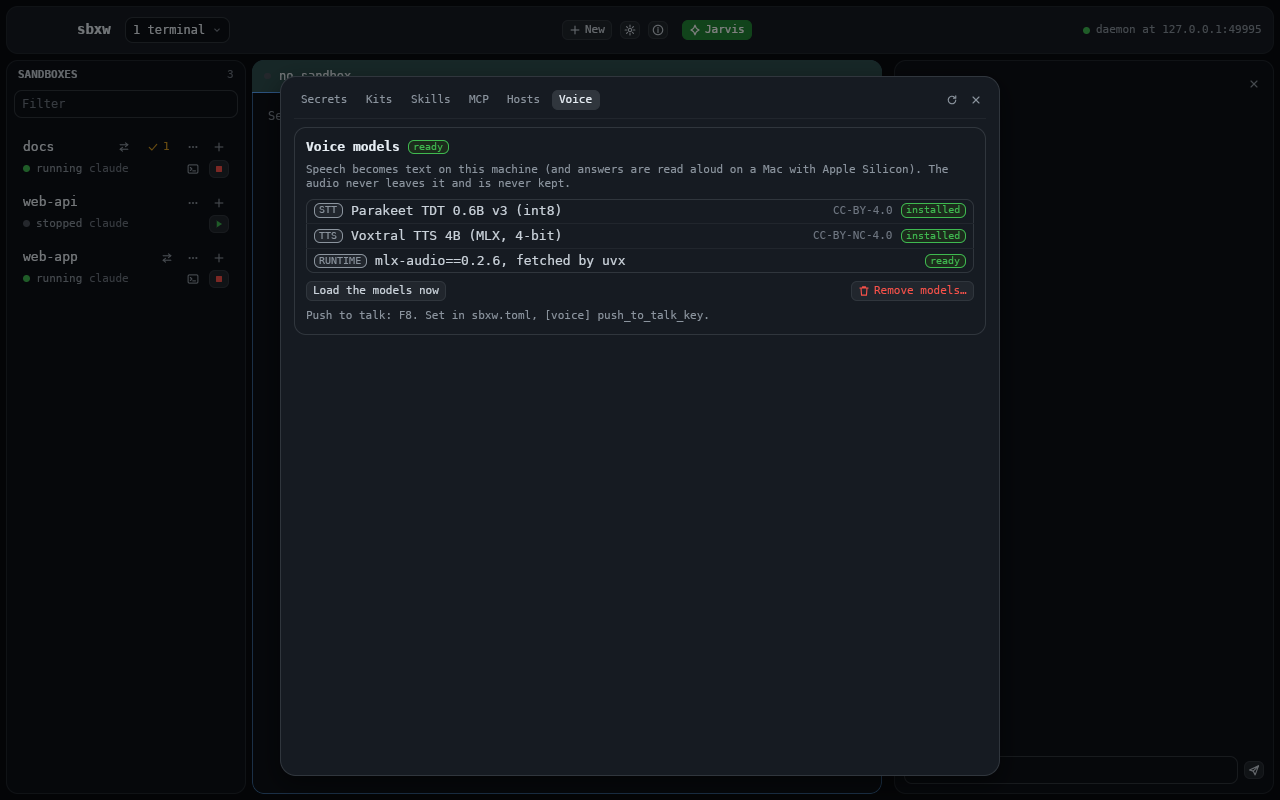 sbxw 1 terminal New Jarvis daemon at 127.0.0.1:49995
SANDBOXES 3
Filter
docs 1
running claude
web-api
stopped claude
web-app
running claude
Secrets Kits Skills MCP Hosts Voice
Voice models ready
Speech becomes text on this machine (and answers are read aloud on a Mac with Apple Silicon). The
audio never leaves it and is never kept.
STT Parakeet TDT 0.6B v3 (int8) CC-BY-4.0 installed
TTS Voxtral TTS 4B (MLX, 4-bit) CC-BY-NC-4.0 installed
RUNTIME mlx-audio==0.2.6, fetched by uvx ready
Load the models now Remove models…
Push to talk: F8. Set in sbxw.toml, [voice] push_to_talk_key.